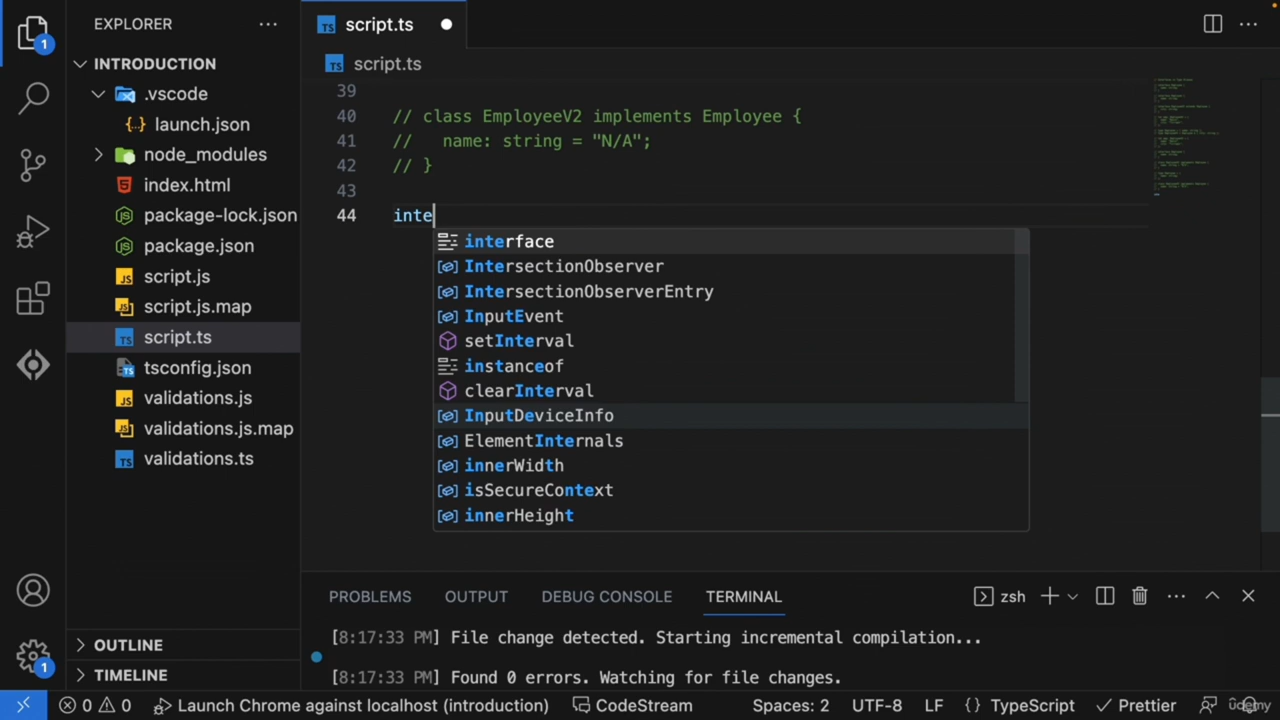 EXPLORER
script.ts
1
INTRODUCTION
script.ts
.vscode
39
launch.json
40 // class EmployeeV2 implements Employee {
node_modules
41 //   name: string = "N/A";
index.html
42 // }
package-lock.json
43
package.json
44 inte
script.js
interface
script.js.map
IntersectionObserver
script.ts
IntersectionObserverEntry
tsconfig.json
InputEvent
validations.js
setInterval
validations.js.map
instanceof
validations.ts
clearInterval
InputDeviceInfo
ElementInternals
innerWidth
isSecureContext
innerHeight
PROBLEMS OUTPUT DEBUG CONSOLE TERMINAL zsh
OUTLINE
[8:17:33 PM] File change detected. Starting incremental compilation...
1
TIMELINE
[8:17:33 PM] Found 0 errors. Watching for file changes.
0 0 Launch Chrome against localhost (introduction) CodeStream Spaces: 2 UTF-8 LF {} TypeScript Prettier
udemy